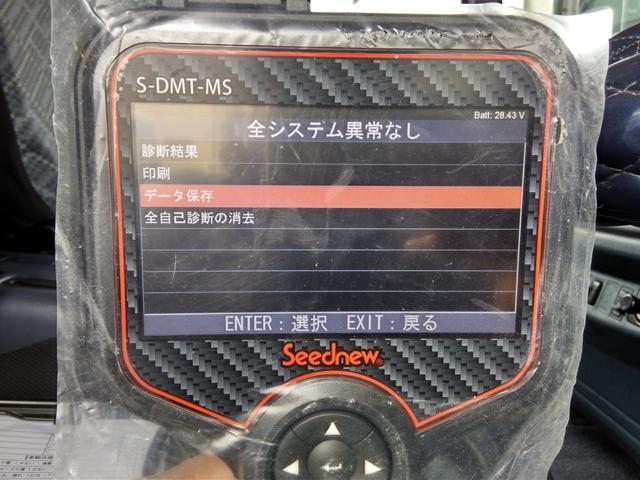 S-DMT-MS
Batt: 28.43 V
全システム異常なし
診断結果
印刷
データ保存
全自己診断の消去
ENTER：選択 EXIT：戻る
Seednew